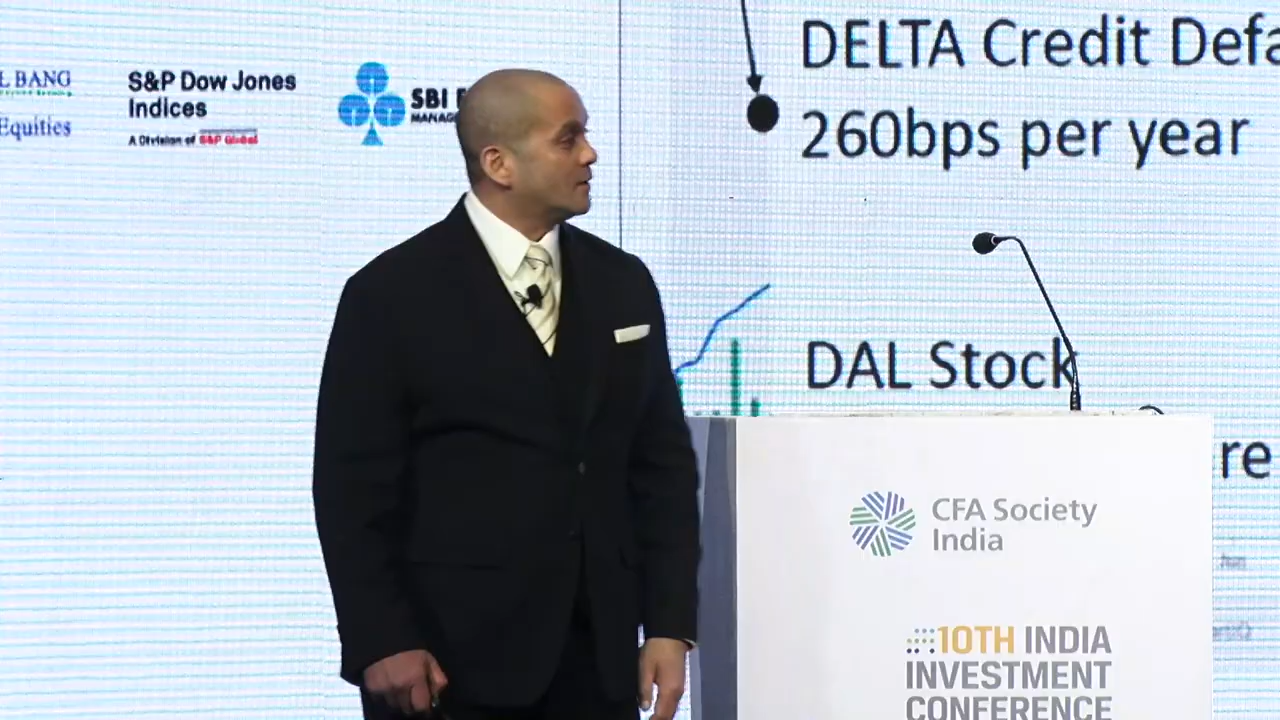 L BANG
Equities
S&P Dow Jones
Indices
A Division of S&P Global
SBI
MANAG
DELTA Credit Defa
260bps per year
DAL Stock
re
CFA Society
India
10TH INDIA
INVESTMENT
CONFERENCE